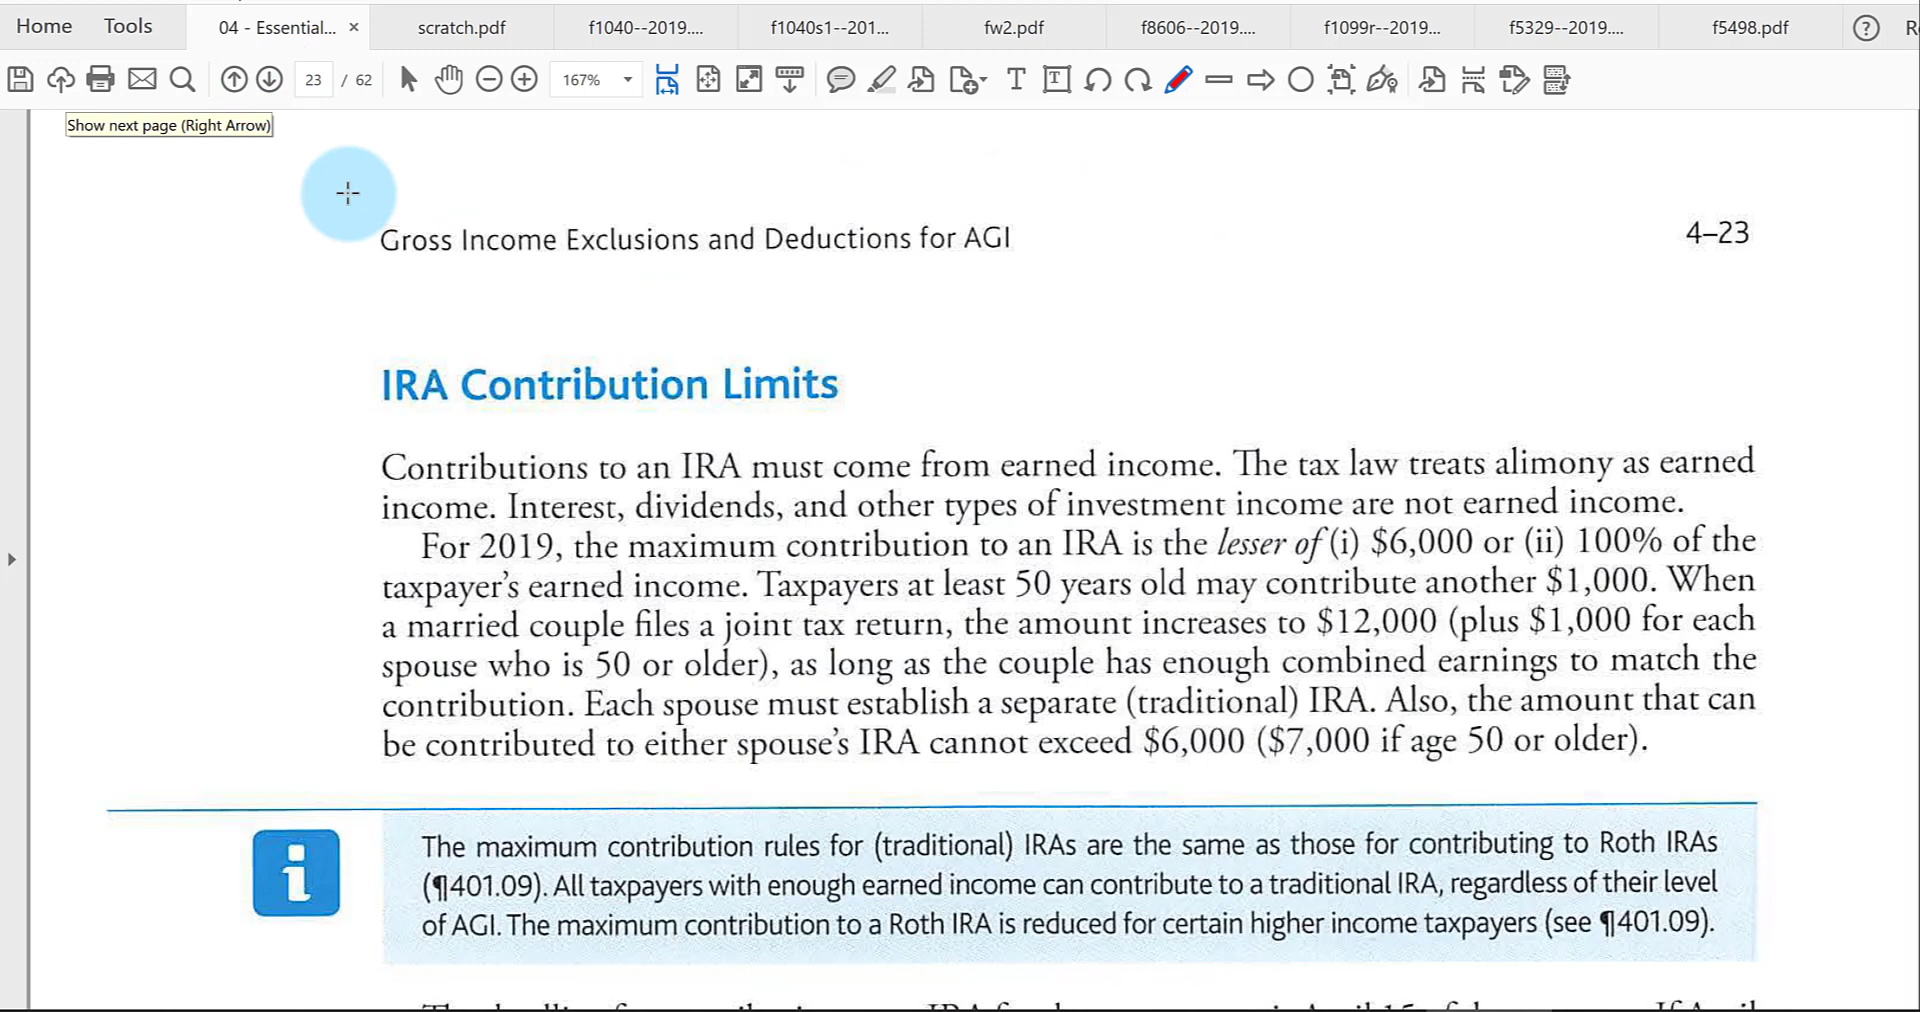 Home Tools 04 - Essential... × scratch.pdf f1040--2019.... f1040s1--201... fw2.pdf f8606--2019.... f1099r--2019... f5329--2019.... f5498.pdf ?
23 / 62 167%
Show next page (Right Arrow)
Gross Income Exclusions and Deductions for AGI 4–23
IRA Contribution Limits
Contributions to an IRA must come from earned income. The tax law treats alimony as earned
income. Interest, dividends, and other types of investment income are not earned income.
For 2019, the maximum contribution to an IRA is the lesser of (i) $6,000 or (ii) 100% of the
taxpayer's earned income. Taxpayers at least 50 years old may contribute another $1,000. When
a married couple files a joint tax return, the amount increases to $12,000 (plus $1,000 for each
spouse who is 50 or older), as long as the couple has enough combined earnings to match the
contribution. Each spouse must establish a separate (traditional) IRA. Also, the amount that can
be contributed to either spouse's IRA cannot exceed $6,000 ($7,000 if age 50 or older).
The maximum contribution rules for (traditional) IRAs are the same as those for contributing to Roth IRAs
(¶401.09). All taxpayers with enough earned income can contribute to a traditional IRA, regardless of their level
of AGI. The maximum contribution to a Roth IRA is reduced for certain higher income taxpayers (see ¶401.09).